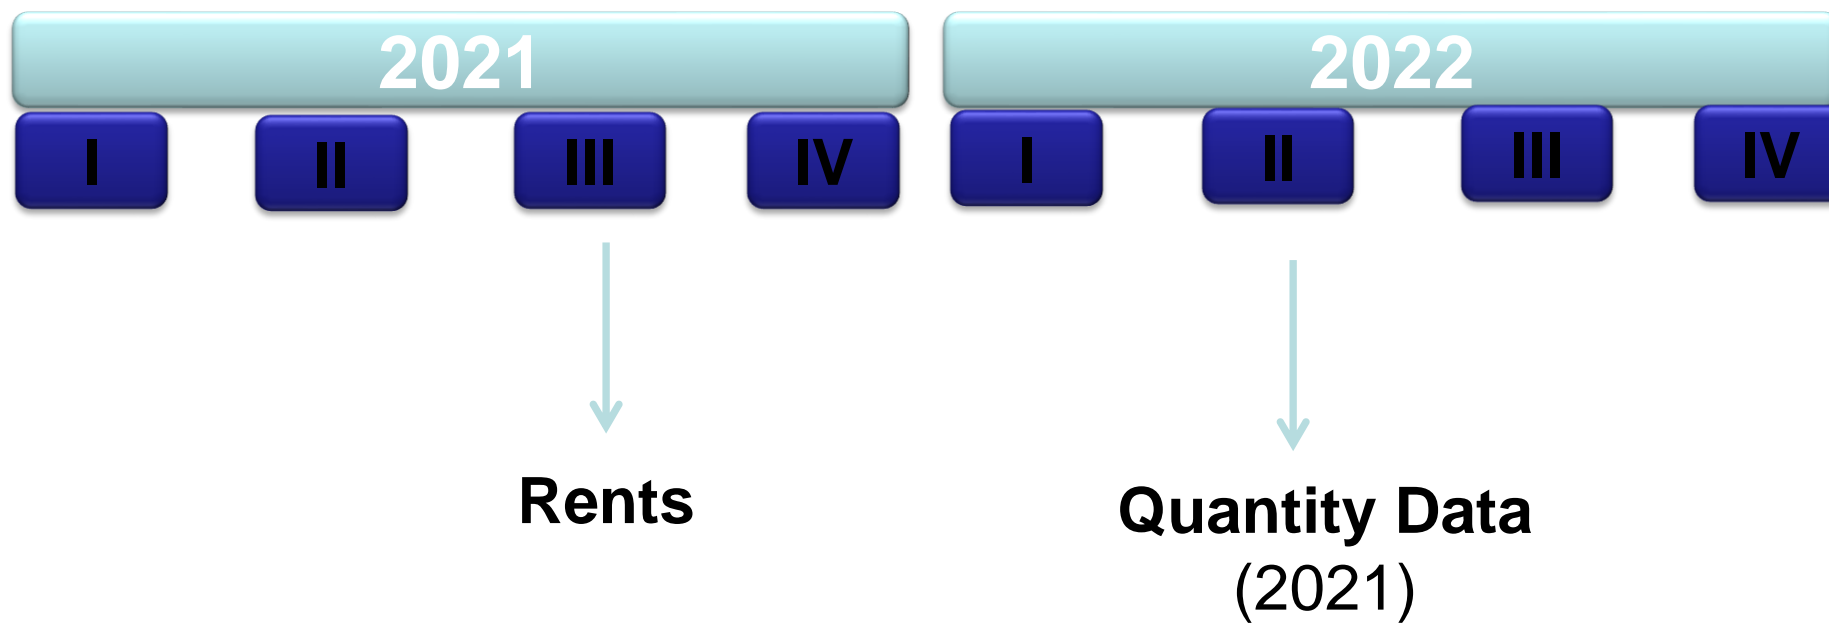 2021 2022
I II III IV I II III IV
Rents
Quantity Data
(2021)